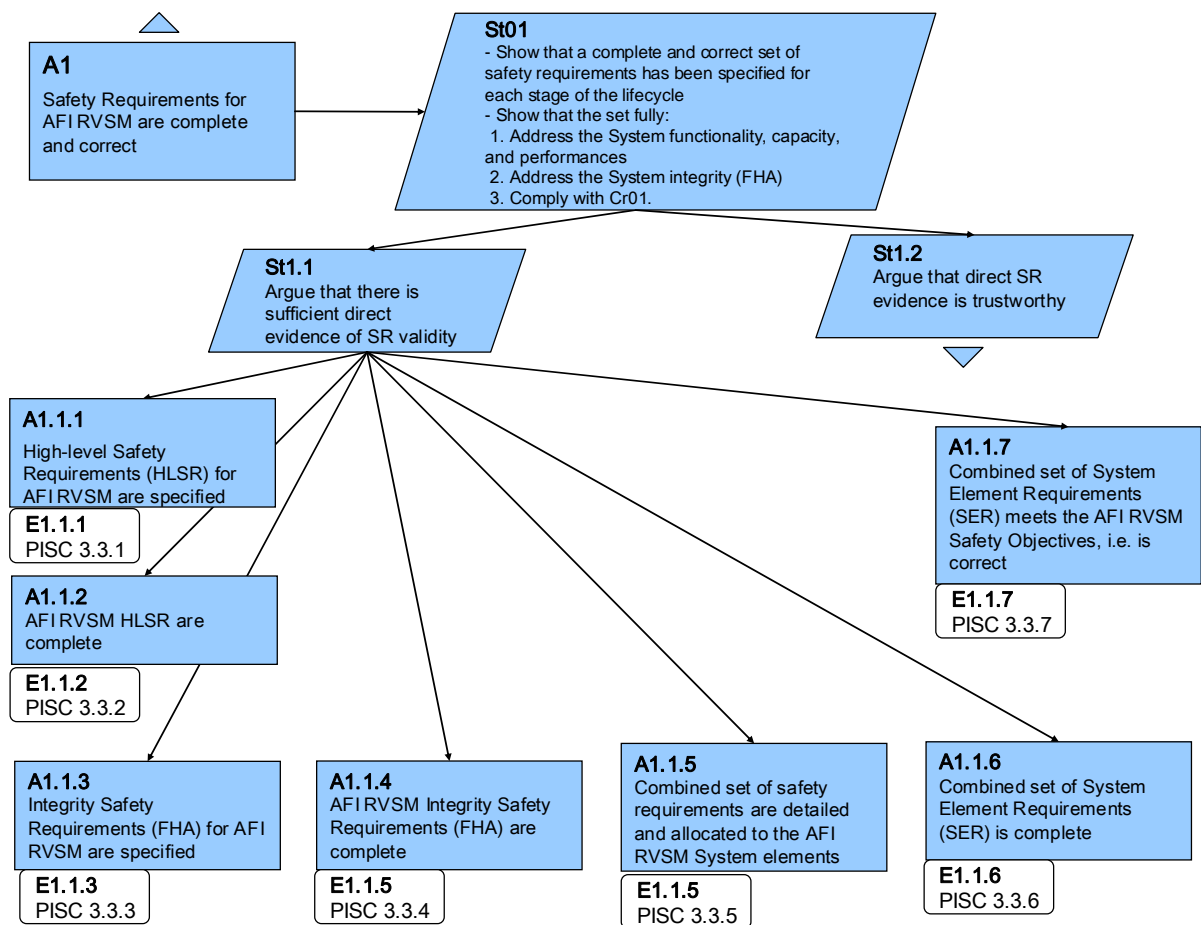 A1
Safety Requirements for
AFI RVSM are complete
and correct
St01
- Show that a complete and correct set of
safety requirements has been specified for
each stage of the lifecycle
- Show that the set fully:
1. Address the System functionality, capacity,
and performances
2. Address the System integrity (FHA)
3. Comply with Cr01.
St1.1
Argue that there is
sufficient direct
evidence of SR validity
St1.2
Argue that direct SR
evidence is trustworthy
A1.1.1
High-level Safety
Requirements (HLSR) for
AFI RVSM are specified
E1.1.1
PISC 3.3.1
A1.1.2
AFI RVSM HLSR are
complete
E1.1.2
PISC 3.3.2
A1.1.7
Combined set of System
Element Requirements
(SER) meets the AFI RVSM
Safety Objectives, i.e. is
correct
E1.1.7
PISC 3.3.7
A1.1.3
Integrity Safety
Requirements (FHA) for AFI
RVSM are specified
E1.1.3
PISC 3.3.3
A1.1.4
AFI RVSM Integrity Safety
Requirements (FHA) are
complete
E1.1.5
PISC 3.3.4
A1.1.5
Combined set of safety
requirements are detailed
and allocated to the AFI
RVSM System elements
E1.1.5
PISC 3.3.5
A1.1.6
Combined set of System
Element Requirements
(SER) is complete
E1.1.6
PISC 3.3.6